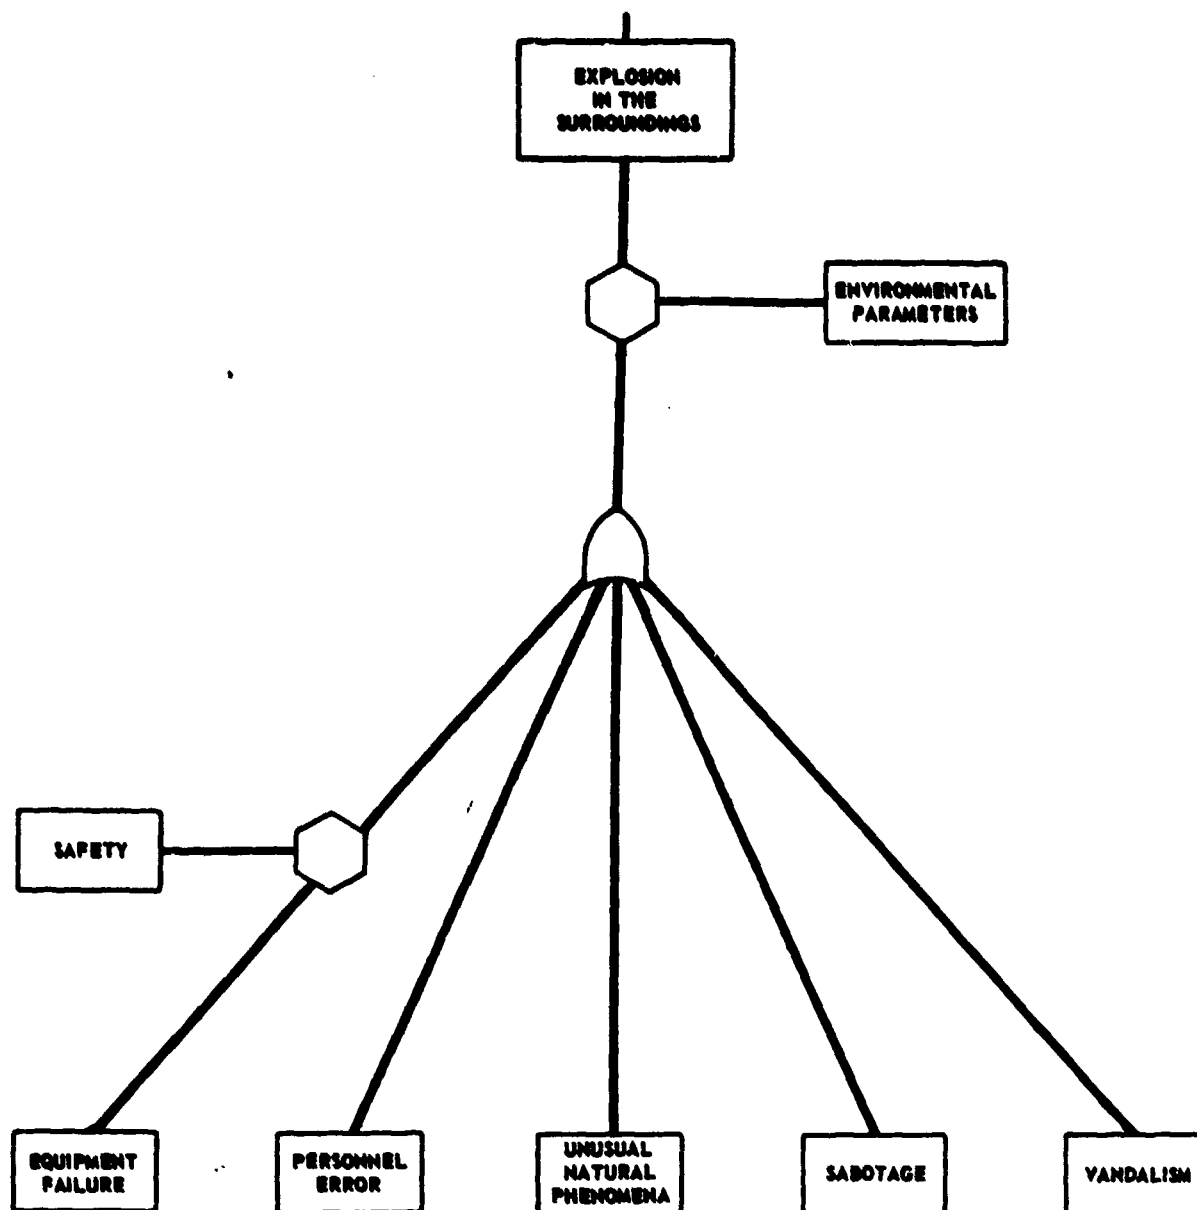 EXPLOSION
IN THE
SURROUNDINGS
ENVIRONMENTAL
PARAMETERS
SAFETY
EQUIPMENT
FAILURE
PERSONNEL
ERROR
UNUSUAL
NATURAL
PHENOMENA
SABOTAGE
VANDALISM